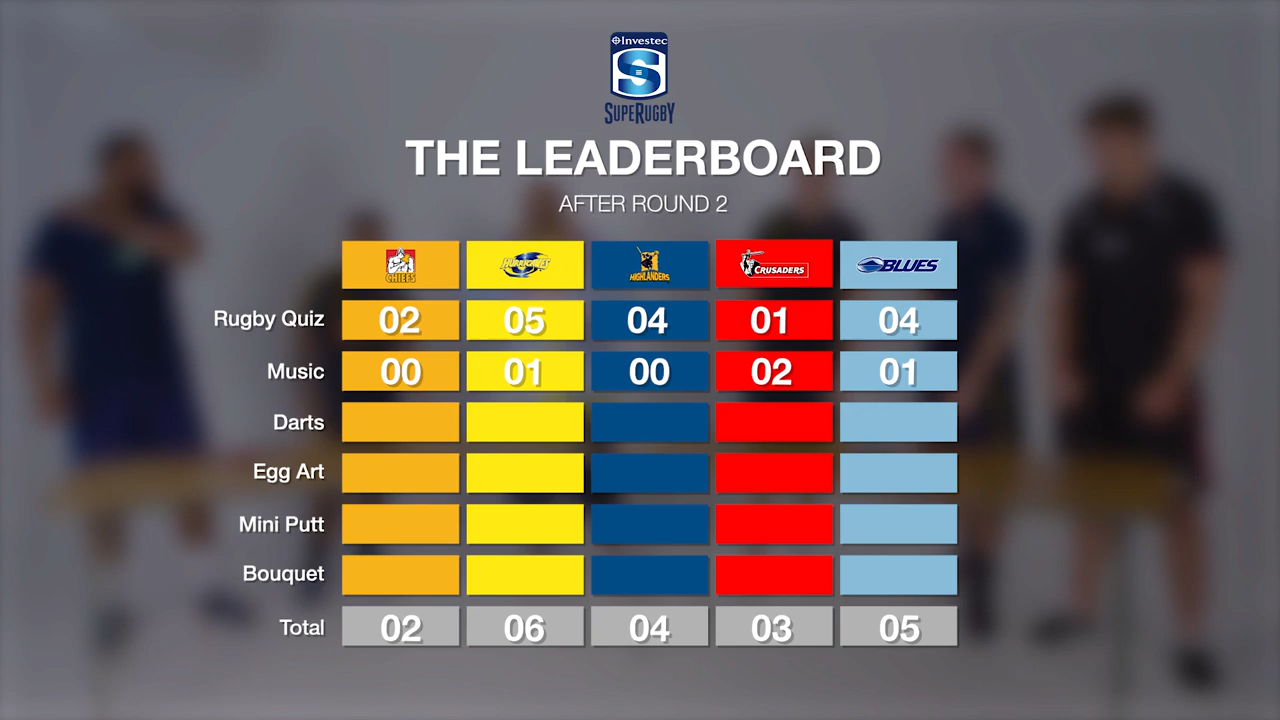 Investec
SUPERUGBY
THE LEADERBOARD
AFTER ROUND 2
CHIEFS HURRICANES HIGHLANDERS CRUSADERS BLUES
Rugby Quiz 02 05 04 01 04
Music 00 01 00 02 01
Darts
Egg Art
Mini Putt
Bouquet
Total 02 06 04 03 05